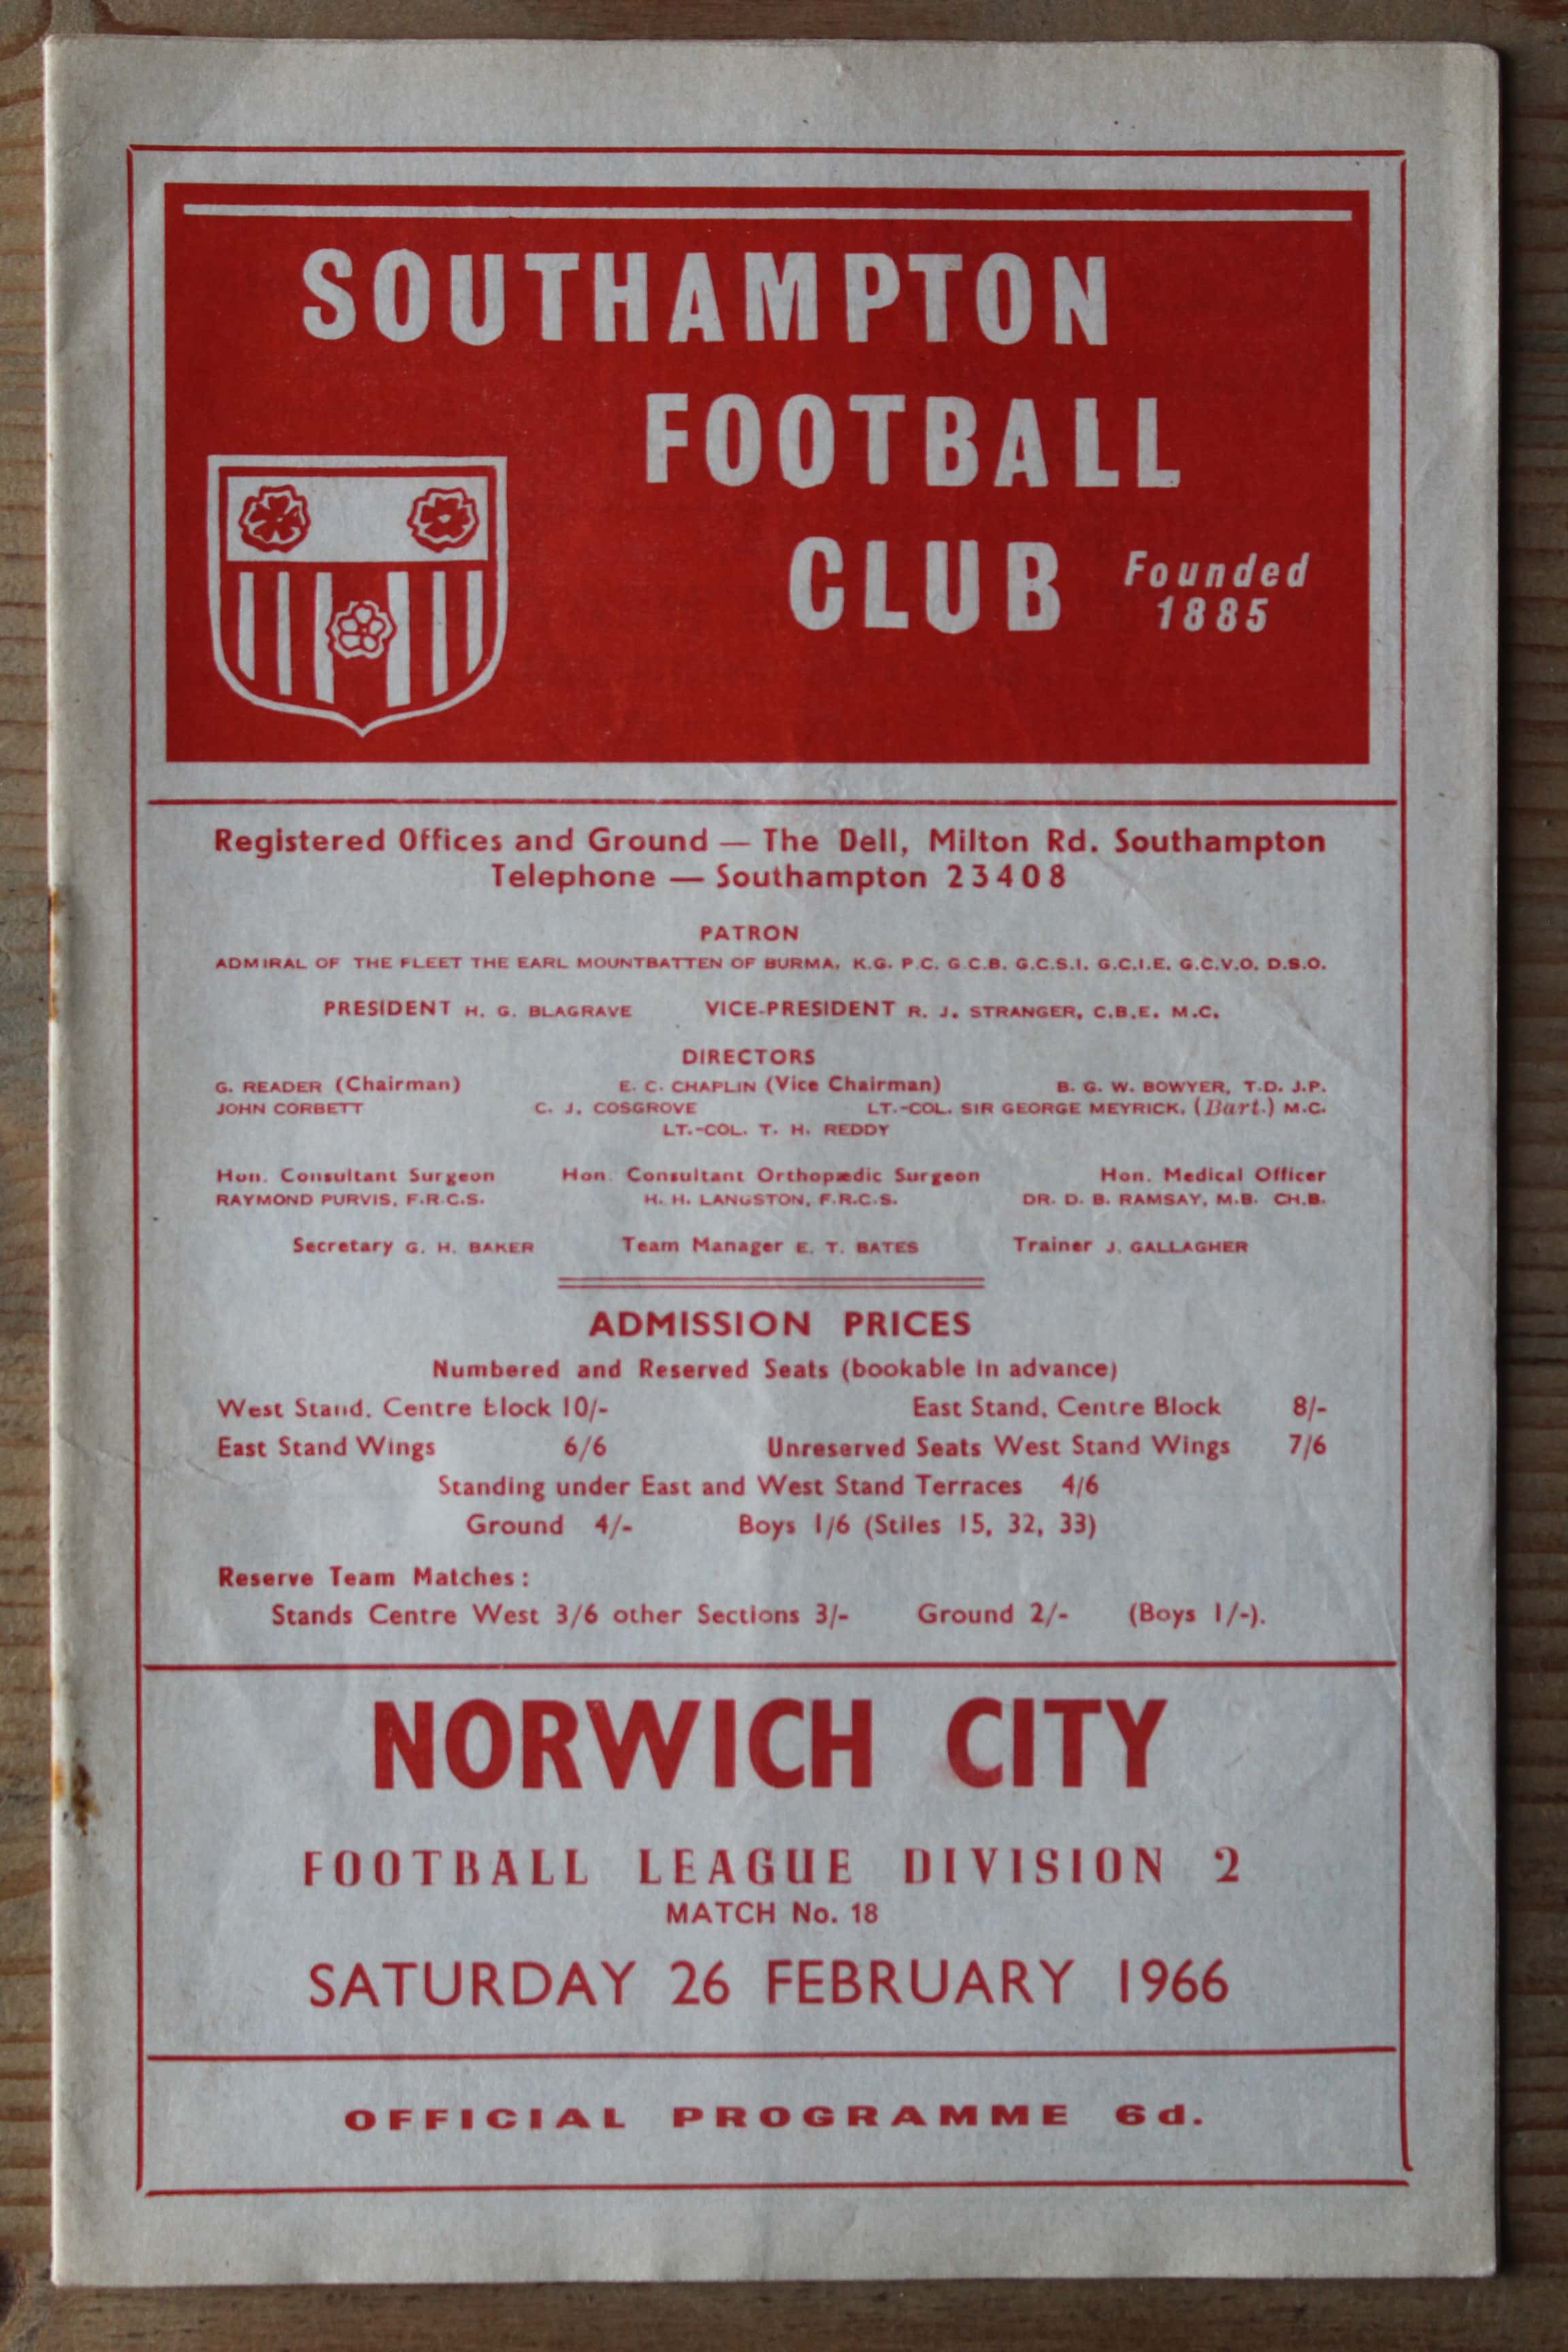 SOUTHAMPTON
FOOTBALL
CLUB Founded
1885
Registered Offices and Ground — The Dell, Milton Rd. Southampton
Telephone — Southampton 23408
PATRON
ADMIRAL OF THE FLEET THE EARL MOUNTBATTEN OF BURMA, K.G. P.C. G.C.B. G.C.S.I. G.C.I.E. G.C.V.O. D.S.O.
PRESIDENT H. G. BLAGRAVE VICE-PRESIDENT R. J. STRANGER, C.B.E. M.C.
DIRECTORS
G. READER (Chairman) E. C. CHAPLIN (Vice Chairman) B. G. W. BOWYER, T.D. J.P.
JOHN CORBETT C. J. COSGROVE LT.-COL. SIR GEORGE MEYRICK, (Bart.) M.C.
LT.-COL. T. H. REDDY
Hon. Consultant Surgeon Hon. Consultant Orthopædic Surgeon Hon. Medical Officer
RAYMOND PURVIS, F.R.C.S. H. H. LANGSTON, F.R.C.S. DR. D. B. RAMSAY, M.B. CH.B.
Secretary G. H. BAKER Team Manager E. T. BATES Trainer J. GALLAGHER
ADMISSION PRICES
Numbered and Reserved Seats (bookable in advance)
West Stand, Centre block 10/- East Stand, Centre Block 8/-
East Stand Wings 6/6 Unreserved Seats West Stand Wings 7/6
Standing under East and West Stand Terraces 4/6
Ground 4/- Boys 1/6 (Stiles 15, 32, 33)
Reserve Team Matches:
Stands Centre West 3/6 other Sections 3/- Ground 2/- (Boys 1/-).
NORWICH CITY
FOOTBALL LEAGUE DIVISION 2
MATCH No. 18
SATURDAY 26 FEBRUARY 1966
OFFICIAL PROGRAMME 6d.